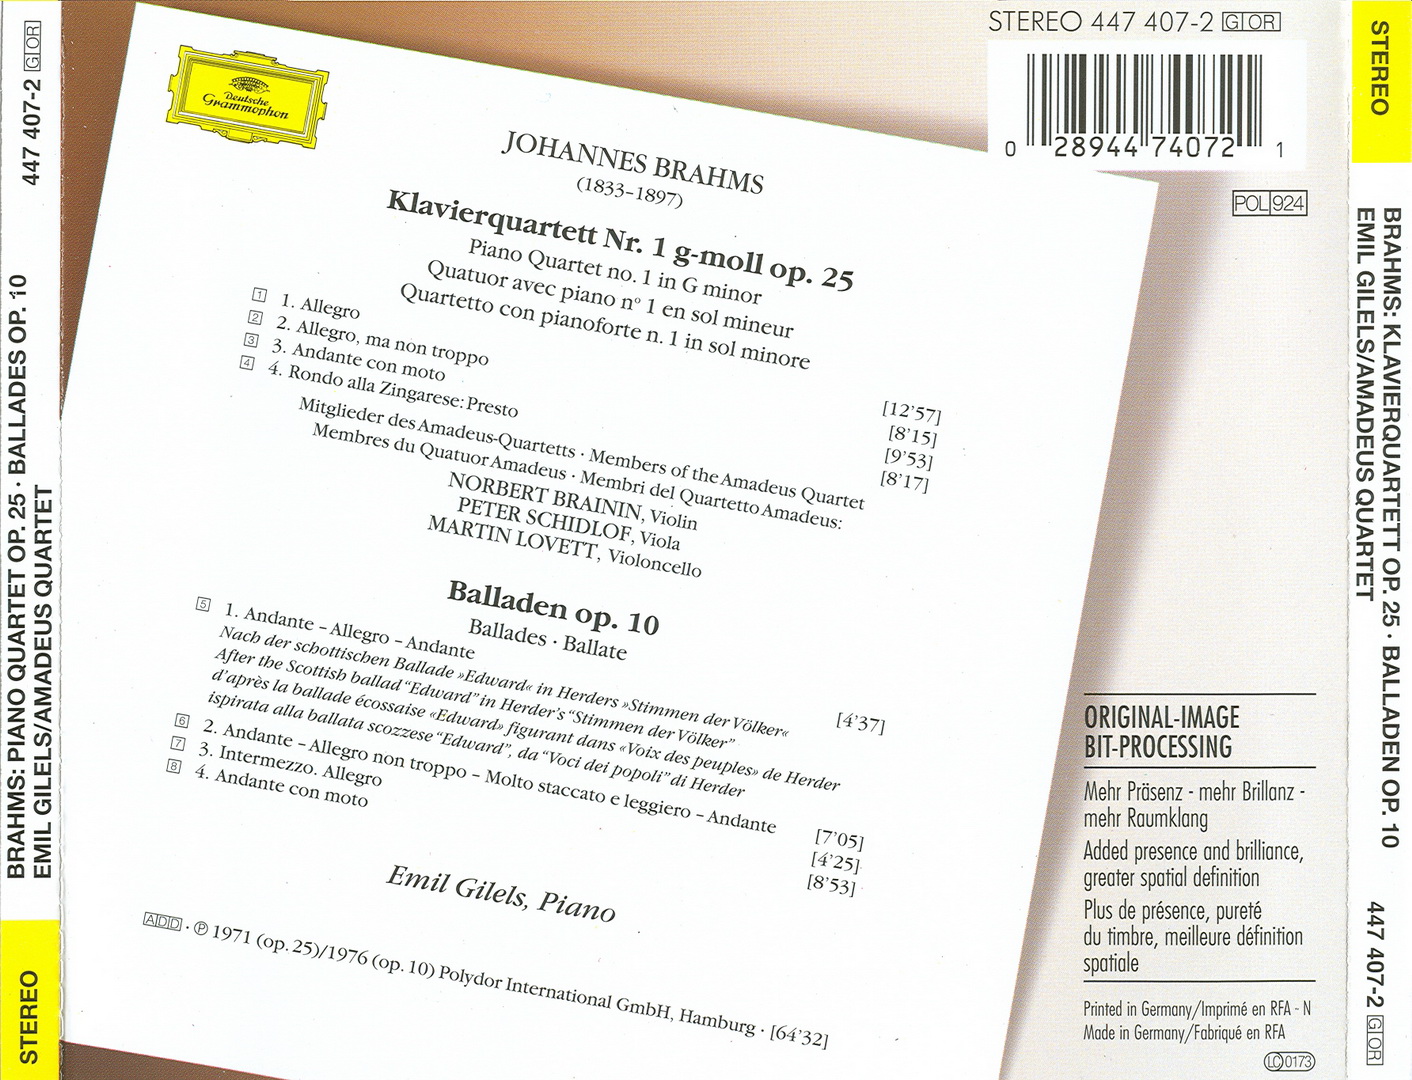 BRAHMS: PIANO QUARTET OP. 25 · BALLADES OP. 10 447 407-2 GOR
STEREO EMIL GILELS/AMADEUS QUARTET
Deutsche
Grammophon
STEREO 447 407-2 GOR
0 28944 74072 1
POL 924
JOHANNES BRAHMS
(1833–1897)
Klavierquartett Nr. 1 g-moll op. 25
Piano Quartet no. 1 in G minor
Quatuor avec piano nº 1 en sol mineur
Quartetto con pianoforte n. 1 in sol minore
1 1. Allegro [12’57]
2 2. Allegro, ma non troppo [8’15]
3 3. Andante con moto [9’53]
4 4. Rondo alla Zingarese: Presto [8’17]
Mitglieder des Amadeus-Quartetts · Members of the Amadeus Quartet
Membres du Quatuor Amadeus · Membri del Quartetto Amadeus:
NORBERT BRAININ, Violin
PETER SCHIDLOF, Viola
MARTIN LOVETT, Violoncello
Balladen op. 10
Ballades · Ballate
5 1. Andante – Allegro – Andante [4’37]
Nach der schottischen Ballade »Edward« in Herders »Stimmen der Völker«
After the Scottish ballad “Edward” in Herder’s “Stimmen der Völker”
d’après la ballade écossaise «Edward» figurant dans «Voix des peuples» de Herder
ispirata alla ballata scozzese “Edward”, da “Voci dei popoli” di Herder
6 2. Andante – Allegro non troppo – Molto staccato e leggiero – Andante [7’05]
7 3. Intermezzo. Allegro [4’25]
8 4. Andante con moto [8’53]
Emil Gilels, Piano
ADD · ℗ 1971 (op. 25)/1976 (op. 10) Polydor International GmbH, Hamburg · [64’32]
ORIGINAL-IMAGE
BIT-PROCESSING
Mehr Präsenz - mehr Brillanz -
mehr Raumklang
Added presence and brilliance,
greater spatial definition
Plus de présence, pureté
du timbre, meilleure définition
spatiale
Printed in Germany/Imprimé en RFA - N
Made in Germany/Fabriqué en RFA
LC 0173
STEREO BRAHMS: KLAVIERQUARTETT OP. 25 · BALLADEN OP. 10 447 407-2 GOR
EMIL GILELS/AMADEUS QUARTET